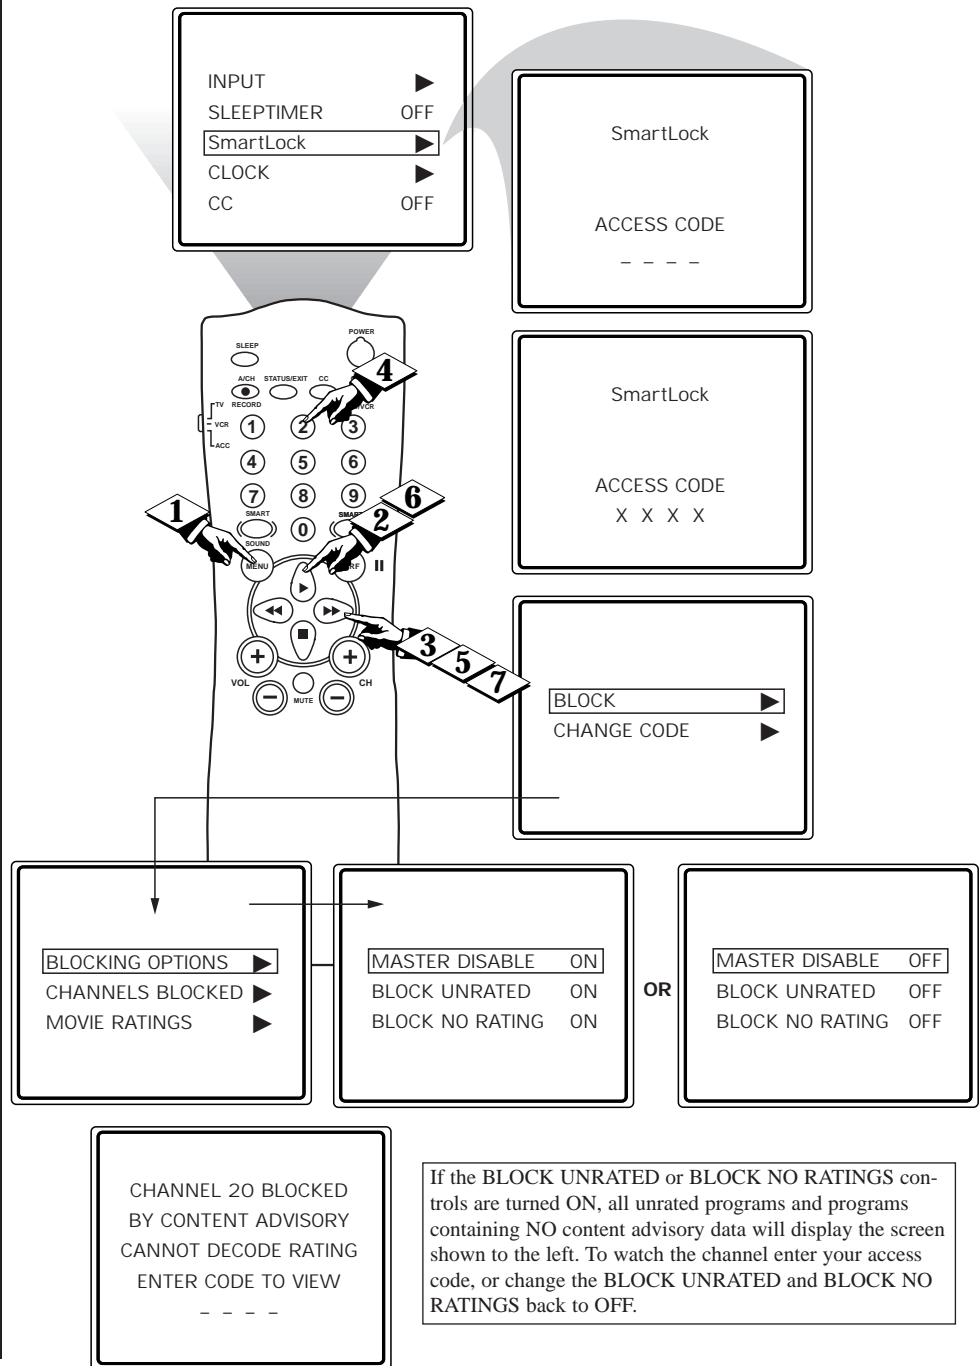 INPUT ▶
SLEEPTIMER OFF
SmartLock ▶
CLOCK ▶
CC OFF
SmartLock
ACCESS CODE
_ _ _ _
SLEEP
POWER
A/CH STATUS/EXIT CC
4
TV
RECORD
VCR
ACC
1 2 3
4 5 6
7 8 9
SMART
SOUND
0
1
2
6
MENU
3
5
7
VOL
CH
MUTE
SmartLock
ACCESS CODE
X X X X
BLOCK ▶
CHANGE CODE ▶
BLOCKING OPTIONS ▶
CHANNELS BLOCKED ▶
MOVIE RATINGS ▶
MASTER DISABLE ON
BLOCK UNRATED ON
BLOCK NO RATING ON
OR
MASTER DISABLE OFF
BLOCK UNRATED OFF
BLOCK NO RATING OFF
CHANNEL 20 BLOCKED
BY CONTENT ADVISORY
CANNOT DECODE RATING
ENTER CODE TO VIEW
_ _ _ _
If the BLOCK UNRATED or BLOCK NO RATINGS con-
trols are turned ON, all unrated programs and programs
containing NO content advisory data will display the screen
shown to the left. To watch the channel enter your access
code, or change the BLOCK UNRATED and BLOCK NO
RATINGS back to OFF.